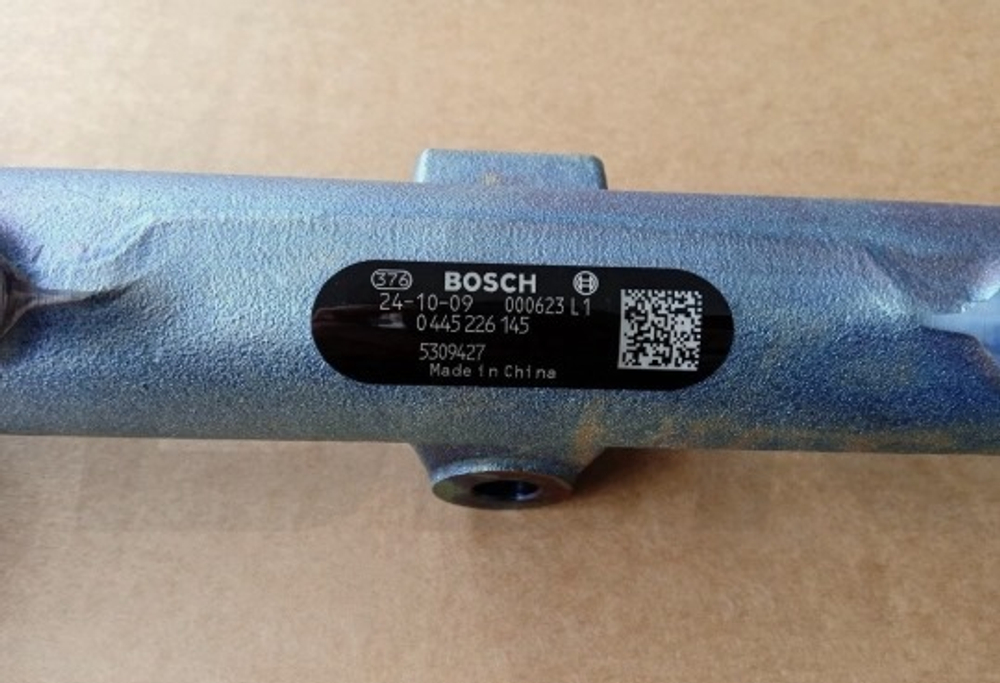 376 BOSCH
24-10-09 000623 L1
0 445 226 145
5309427
Made in China